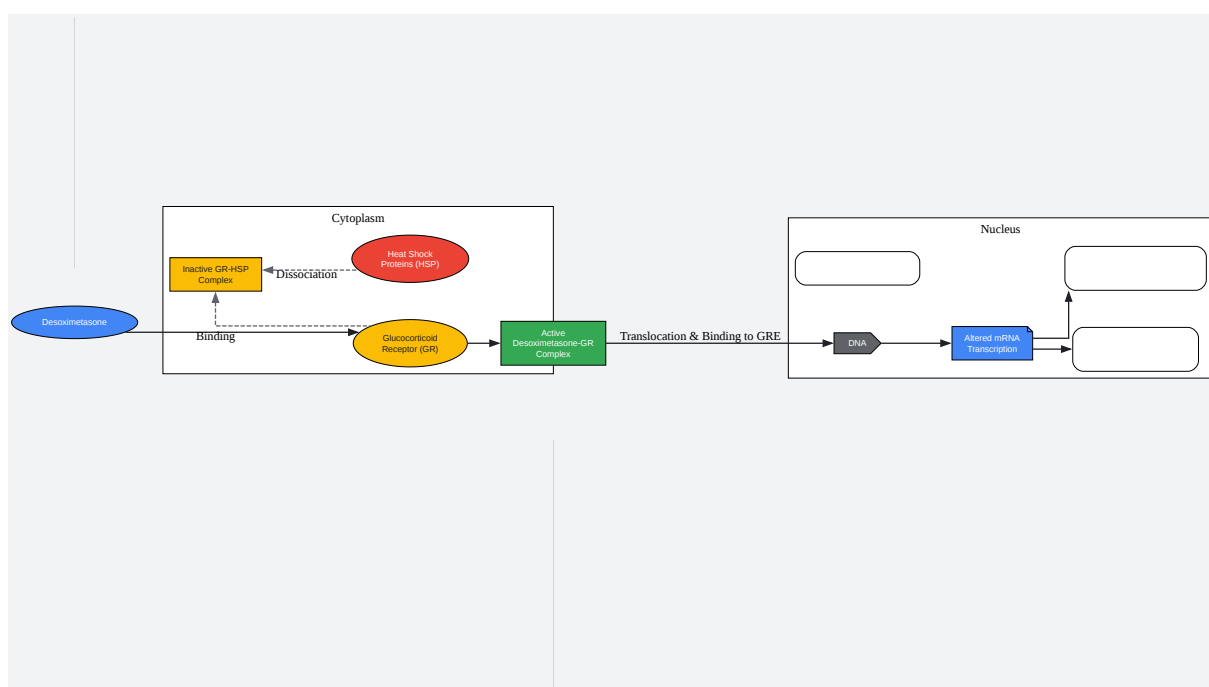 Cytoplasm
Heat Shock
Proteins (HSP)
Inactive GR-HSP
Complex
Dissociation
Desoximetasone
Binding
Glucocorticoid
Receptor (GR)
Active
Desoximetasone-GR
Complex
Translocation & Binding to GRE
Nucleus
DNA
Altered mRNA
Transcription